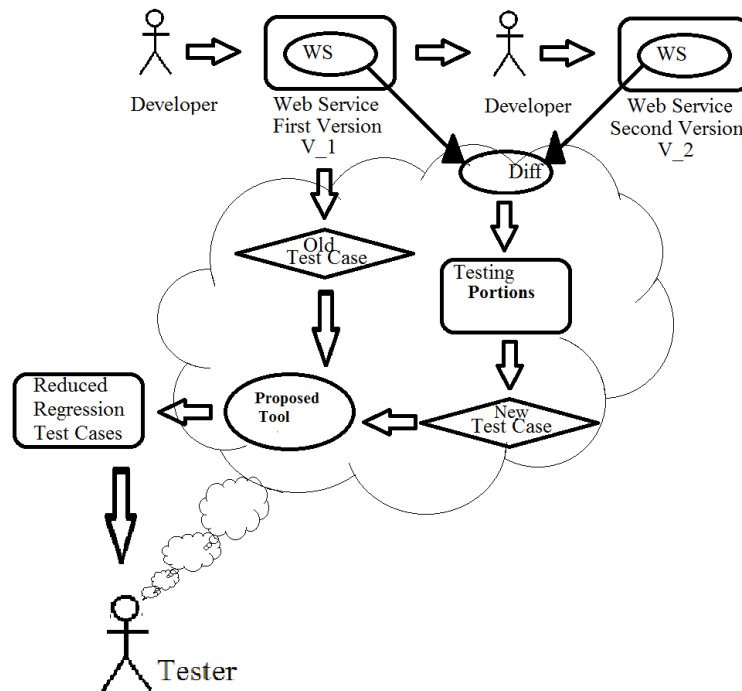 WS
WS
Developer
Web Service
First Version
V_1
Developer
Web Service
Second Version
V_2
Diff
Old
Test Case
Testing
Portions
Reduced
Regression
Test Cases
Proposed
Tool
New
Test Case
Tester